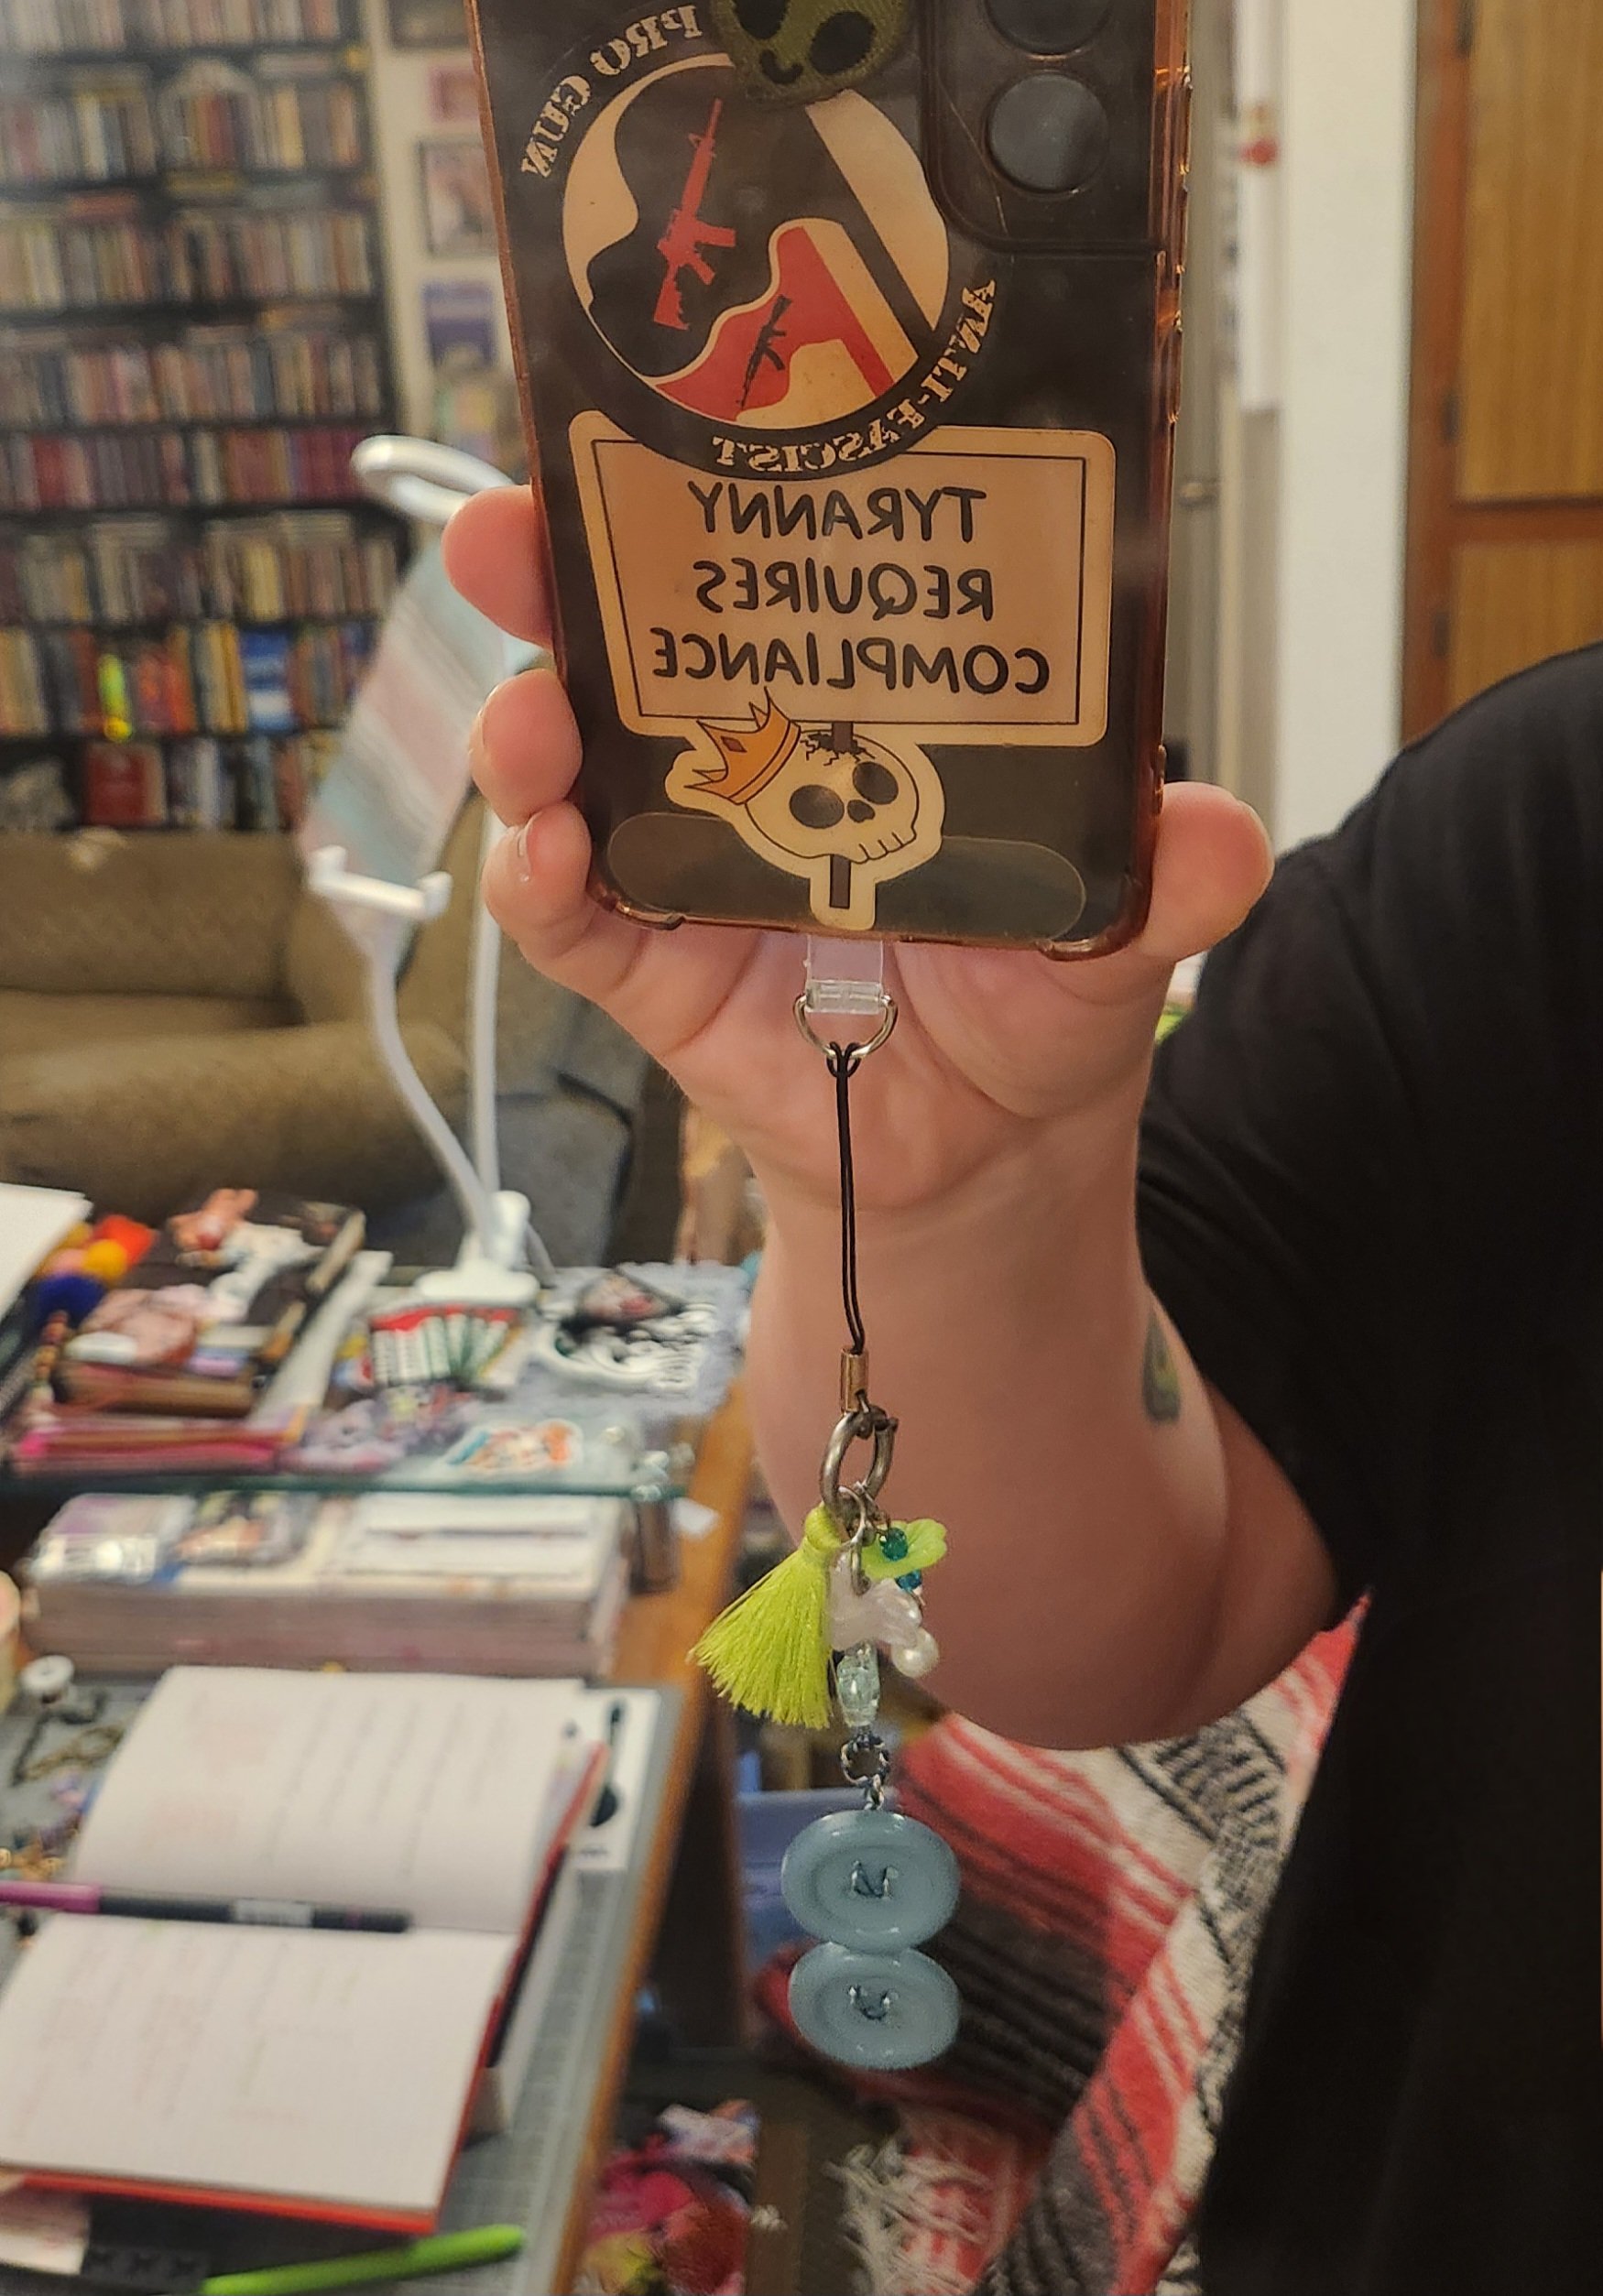 PRO GUN
ANTI-FASCIST
TYRANNY
REQUIRES
COMPLIANCE